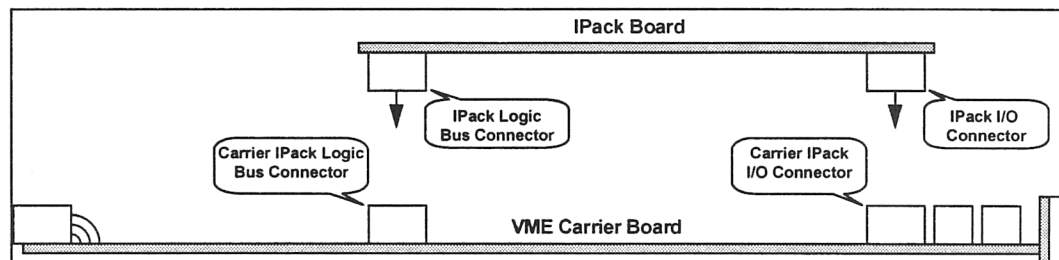 IPack Board
IPack Logic
Bus Connector
IPack I/O
Connector
Carrier IPack Logic
Bus Connector
Carrier IPack
I/O Connector
VME Carrier Board